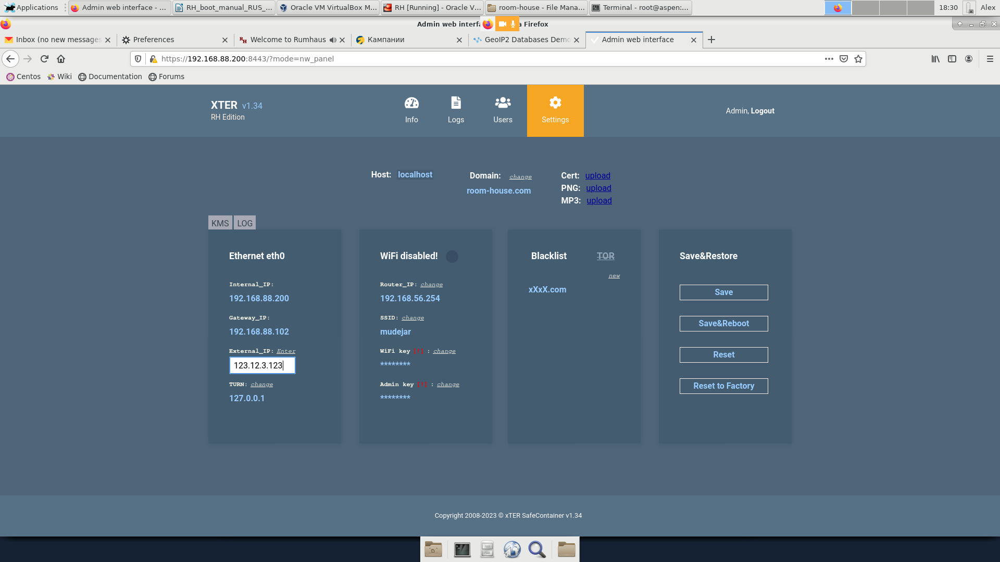 Applications
Admin web interface - ...
RH_boot_manual_RUS_...
Oracle VM VirtualBox M...
RH [Running] - Oracle V...
room-house - File Mana...
Terminal - root@aspen:...
18:30
Alex
Admin web interfa
a Firefox
Inbox (no new messages
Preferences
Welcome to Rumhaus
Кампании
GeoIP2 Databases Demo
Admin web interface
https://192.168.88.200:8443/?mode=nw_panel
Centos
Wiki
Documentation
Forums
XTER v1.34
RH Edition
Info
Logs
Users
Settings
Admin, Logout
Host: localhost
Domain: change
room-house.com
Cert: upload
PNG: upload
MP3: upload
KMS
LOG
Ethernet eth0
Internal_IP:
192.168.88.200
Gateway_IP:
192.168.88.102
External_IP: Enter
123.12.3.123
TURN: change
127.0.0.1
WiFi disabled!
Router_IP: change
192.168.56.254
SSID: change
mudejar
WiFi key [!] : change
********
Admin key [!] : change
********
Blacklist
TOR
new
xXxX.com
Save&Restore
Save
Save&Reboot
Reset
Reset to Factory
Copyright 2008-2023 © xTER SafeContainer v1.34